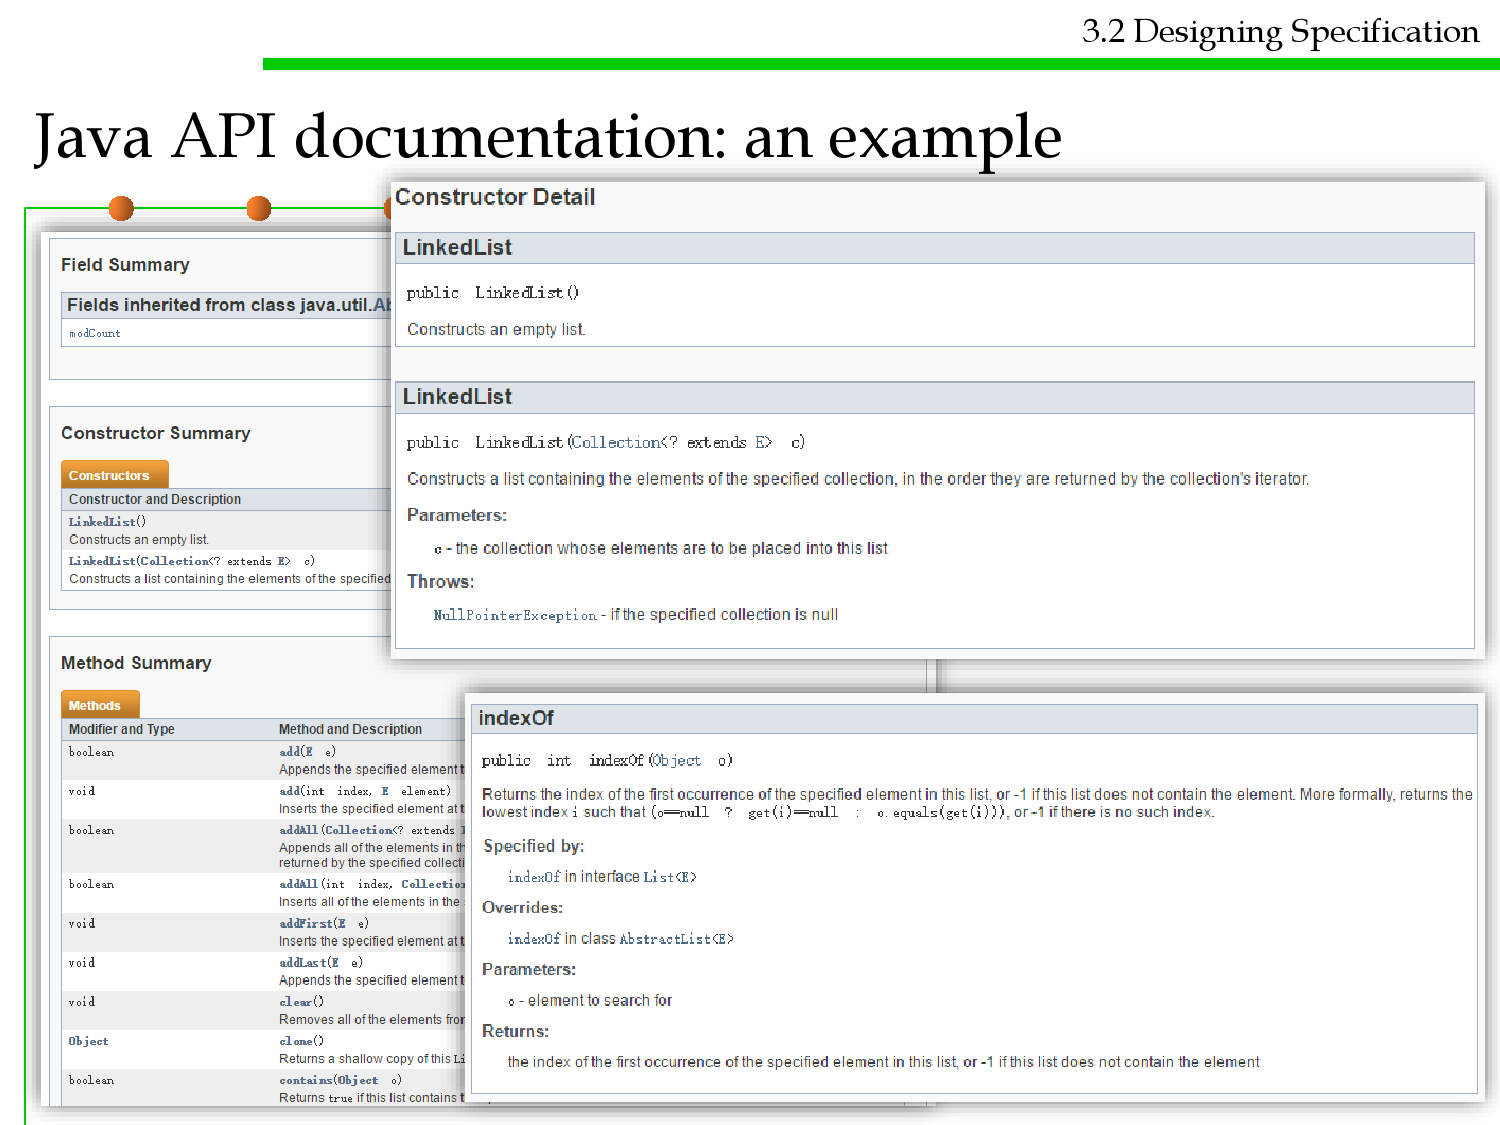 3.2 Designing Specification
Java API documentation: an example
Field Summary
Fields inherited from class java.util.
modCount
Constructor Summary
Constructors
Constructor and Description
LinkedList()
Constructs an empty list.
LinkedList(Collection<? extends E> c)
Constructs a list containing the elements of the specified
Method Summary
Methods
Modifier and Type Method and Description
boolean add(E e)
Appends the specified element
void add(int index, E element)
Inserts the specified element at
boolean addAll(Collection<? extends
Appends all of the elements in
returned by the specified
boolean addAll(int index,
Inserts all of the elements in the
void addFirst(E e)
Inserts the specified element at
void addLast(E e)
Appends the specified element
void clear()
Removes all of the elements
Object clone()
Returns a shallow copy of this
boolean contains(Object o)
Returns true if this list contains
Constructor Detail
LinkedList
public LinkedList()
Constructs an empty list.
LinkedList
public LinkedList(Collection<? extends E> c)
Constructs a list containing the elements of the specified collection, in the order they are returned by the collection's iterator.
Parameters:
c - the collection whose elements are to be placed into this list
Throws:
NullPointerException - if the specified collection is null
indexOf
public int indexOf(Object o)
Returns the index of the first occurrence of the specified element in this list, or -1 if this list does not contain the element. More formally, returns the
lowest index i such that (o==null ? get(i)==null : o.equals(get(i))), or -1 if there is no such index.
Specified by:
indexOf in interface List<E>
Overrides:
indexOf in class AbstractList<E>
Parameters:
o - element to search for
Returns:
the index of the first occurrence of the specified element in this list, or -1 if this list does not contain the element